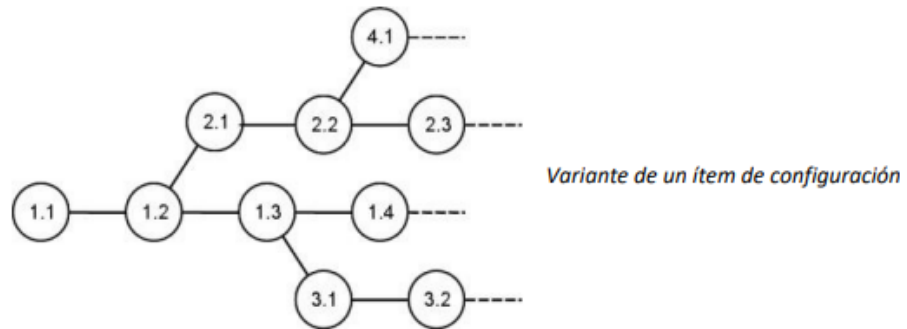 4.1
2.1 2.2 2.3
Variante de un ítem de configuración
1.1 1.2 1.3 1.4
3.1 3.2